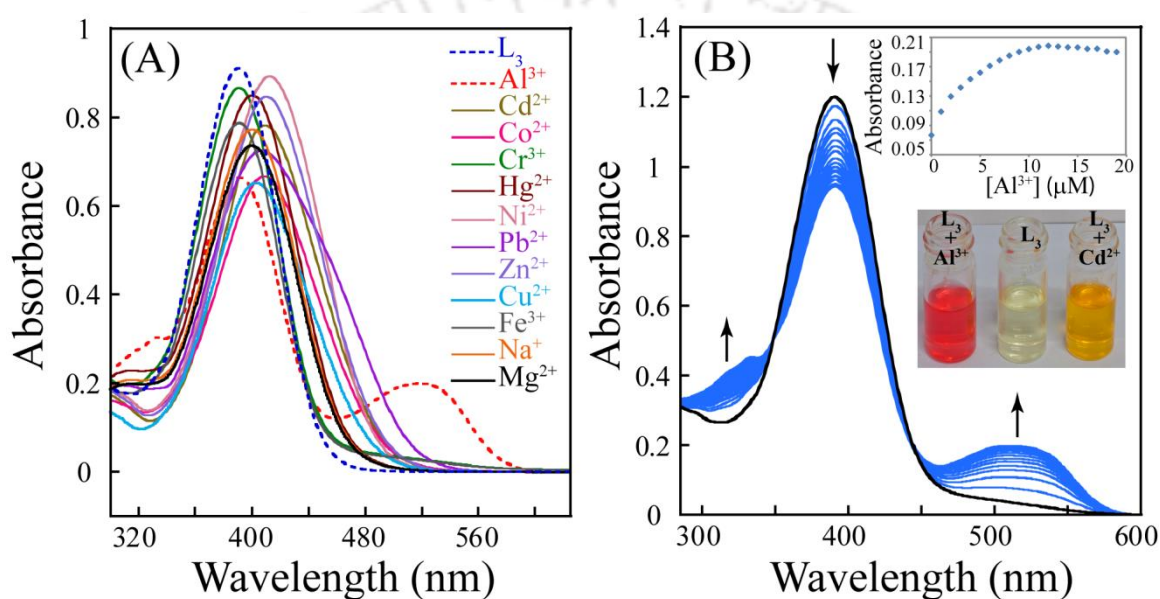 (A)
L₃
Al³⁺
Cd²⁺
Co²⁺
Cr³⁺
Hg²⁺
Ni²⁺
Pb²⁺
Zn²⁺
Cu²⁺
Fe³⁺
Na⁺
Mg²⁺
1
0.8
0.6
0.4
0.2
0
Absorbance
320 400 480 560
Wavelength (nm)
(B)
1.4
1.2
1.0
0.8
0.6
0.4
0.2
0
Absorbance
300 400 500 600
Wavelength (nm)
0.21
0.17
0.13
0.09
0.05
Absorbance
0 5 10 15 20
[Al³⁺] (μM)
L₃
+
Al³⁺
L₃
L₃
+
Cd²⁺